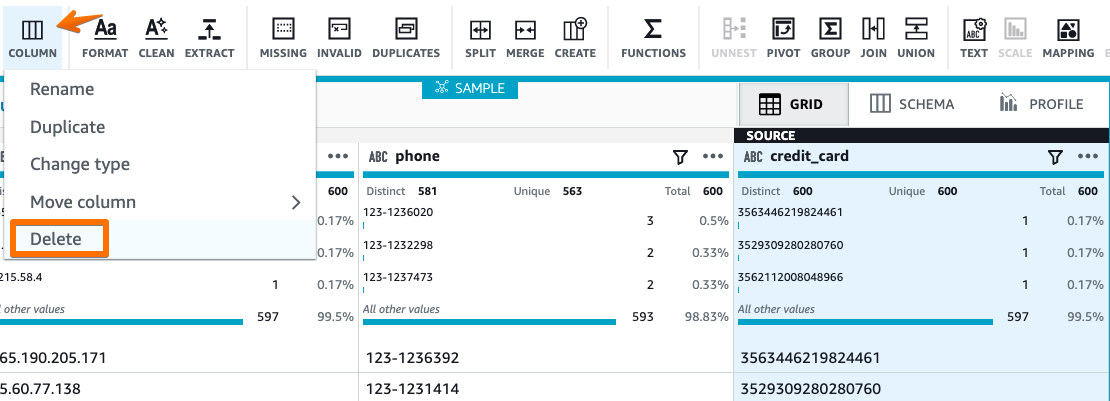 COLUMN FORMAT CLEAN EXTRACT MISSING INVALID DUPLICATES SPLIT MERGE CREATE FUNCTIONS UNNEST PIVOT GROUP JOIN UNION TEXT SCALE MAPPING
Rename
Duplicate
Change type
Move column
Delete
SAMPLE
GRID SCHEMA PROFILE
SOURCE
ABC phone ABC credit_card
600 Distinct 581 Unique 563 Total 600 Distinct 600 Unique 600 Total 600
0.17% 123-1236020 3 0.5% 3563446219824461 1 0.17%
0.17% 123-1232298 2 0.33% 3529309280280760 1 0.17%
215.58.4 1 0.17% 123-1237473 2 0.33% 3562112008048966 1 0.17%
ll other values 597 99.5% All other values 593 98.83% All other values 597 99.5%
65.190.205.171 123-1236392 3563446219824461
5.60.77.138 123-1231414 3529309280280760